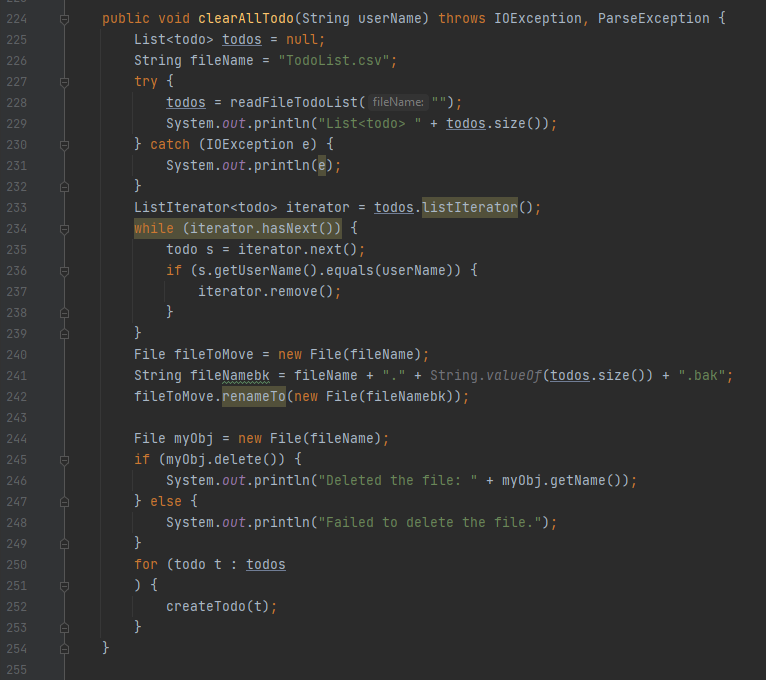 224 public void clearAllTodo(String userName) throws IOException, ParseException {
225 List<todo> todos = null;
226 String fileName = "TodoList.csv";
227 try {
228 todos = readFileTodoList( fileName: "");
229 System.out.println("List<todo> " + todos.size());
230 } catch (IOException e) {
231 System.out.println(e);
232 }
233 ListIterator<todo> iterator = todos.listIterator();
234 while (iterator.hasNext()) {
235 todo s = iterator.next();
236 if (s.getUserName().equals(userName)) {
237 iterator.remove();
238 }
239 }
240 File fileToMove = new File(fileName);
241 String fileNamebk = fileName + "." + String.valueOf(todos.size()) + ".bak";
242 fileToMove.renameTo(new File(fileNamebk));
243
244 File myObj = new File(fileName);
245 if (myObj.delete()) {
246 System.out.println("Deleted the file: " + myObj.getName());
247 } else {
248 System.out.println("Failed to delete the file.");
249 }
250 for (todo t : todos
251 ) {
252 createTodo(t);
253 }
254 }
255